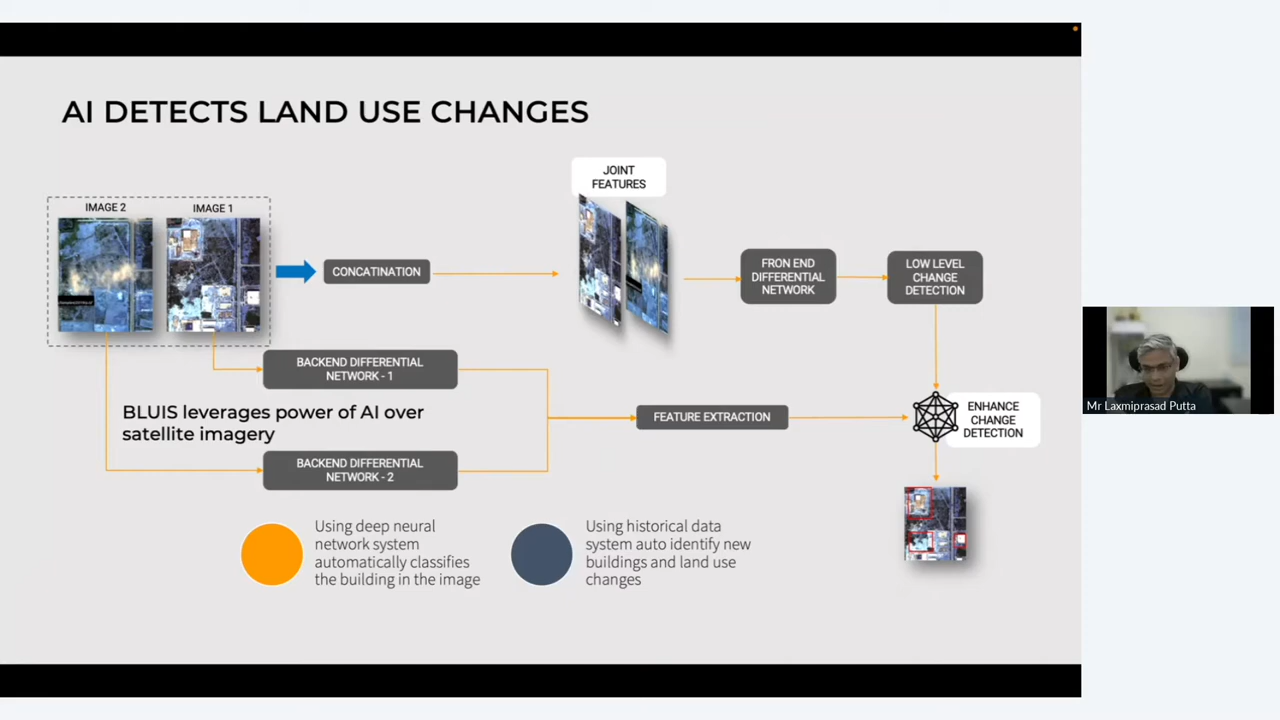 AI DETECTS LAND USE CHANGES
JOINT
FEATURES
IMAGE 2
IMAGE 1
CONCATINATION
FRON END
DIFFERENTIAL
NETWORK
LOW LEVEL
CHANGE
DETECTION
BACKEND DIFFERENTIAL
NETWORK - 1
BLUIS leverages power of AI over
satellite imagery
FEATURE EXTRACTION
ENHANCE
CHANGE
DETECTION
BACKEND DIFFERENTIAL
NETWORK - 2
Using deep neural
network system
automatically classifies
the building in the image
Using historical data
system auto identify new
buildings and land use
changes
Mr Laxmiprasad Putta